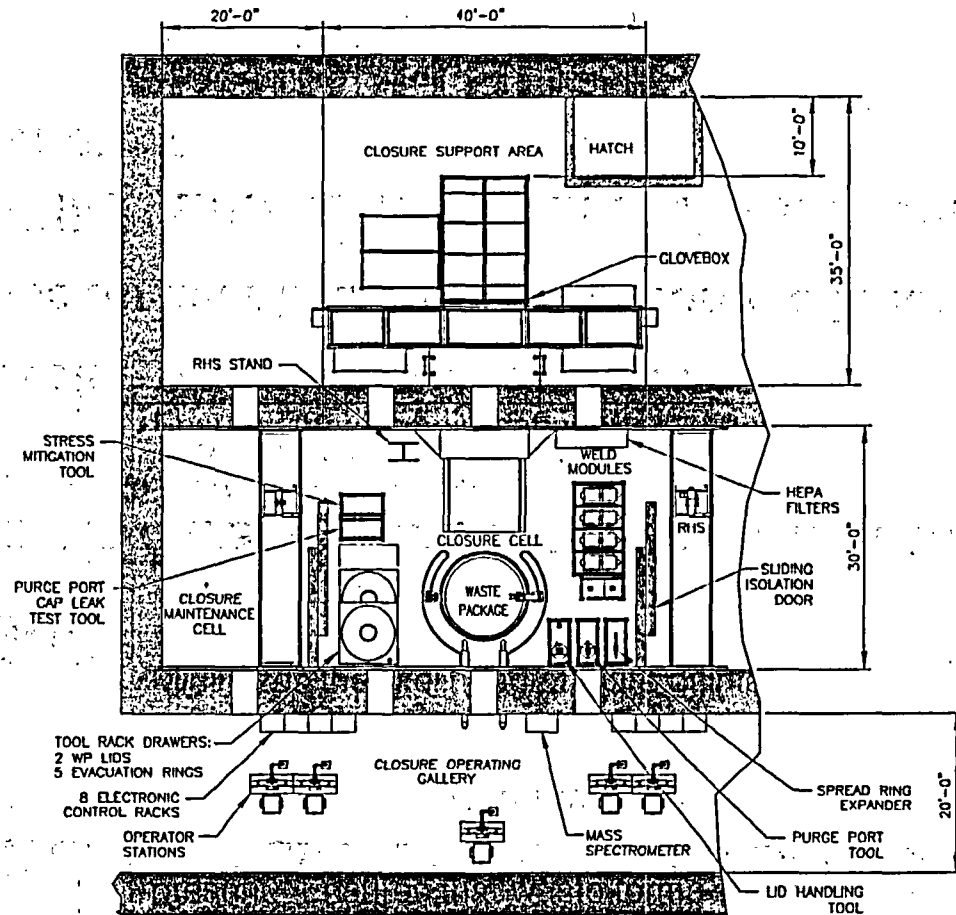 20'-0"
40'-0"
10'-0"
35'-0"
CLOSURE SUPPORT AREA
HATCH
GLOVEBOX
RHS STAND
STRESS
MITIGATION
TOOL
WELD
MODULES
HEPA
FILTERS
RHS
CLOSURE CELL
30'-0"
SLIDING
ISOLATION
DOOR
PURGE PORT
CAP LEAK
TEST TOOL
CLOSURE
MAINTENANCE
CELL
WASTE
PACKAGE
TOOL RACK DRAWERS:
2 WP LIDS
5 EVACUATION RINGS
CLOSURE OPERATING
GALLERY
8 ELECTRONIC
CONTROL RACKS
SPREAD RING
EXPANDER
20'-0"
OPERATOR
STATIONS
MASS
SPECTROMETER
PURGE PORT
TOOL
LID HANDLING
TOOL